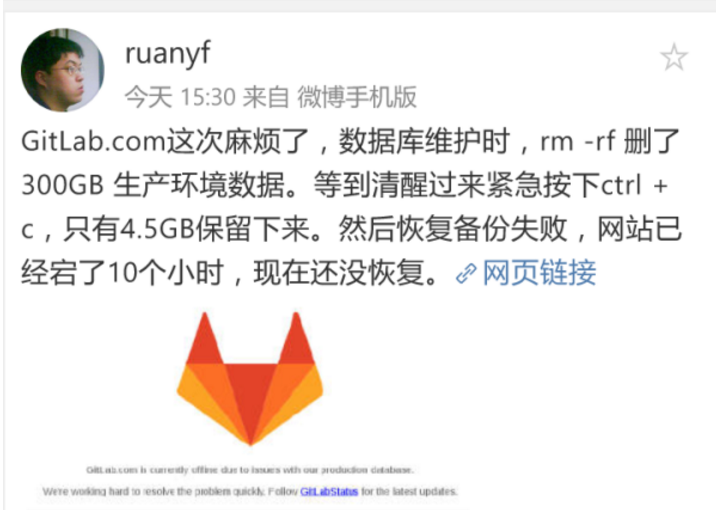 ruanyf
今天 15:30 来自 微博手机版
GitLab.com这次麻烦了，数据库维护时，rm -rf 删了
300GB 生产环境数据。等到清醒过来紧急按下ctrl +
c，只有4.5GB保留下来。然后恢复备份失败，网站已
经宕了10个小时，现在还没恢复。网页链接
GitLab.com is currently offline due to issues with our production database.
We're working hard to resolve the problem quickly. Follow GitLabStatus for the latest updates.